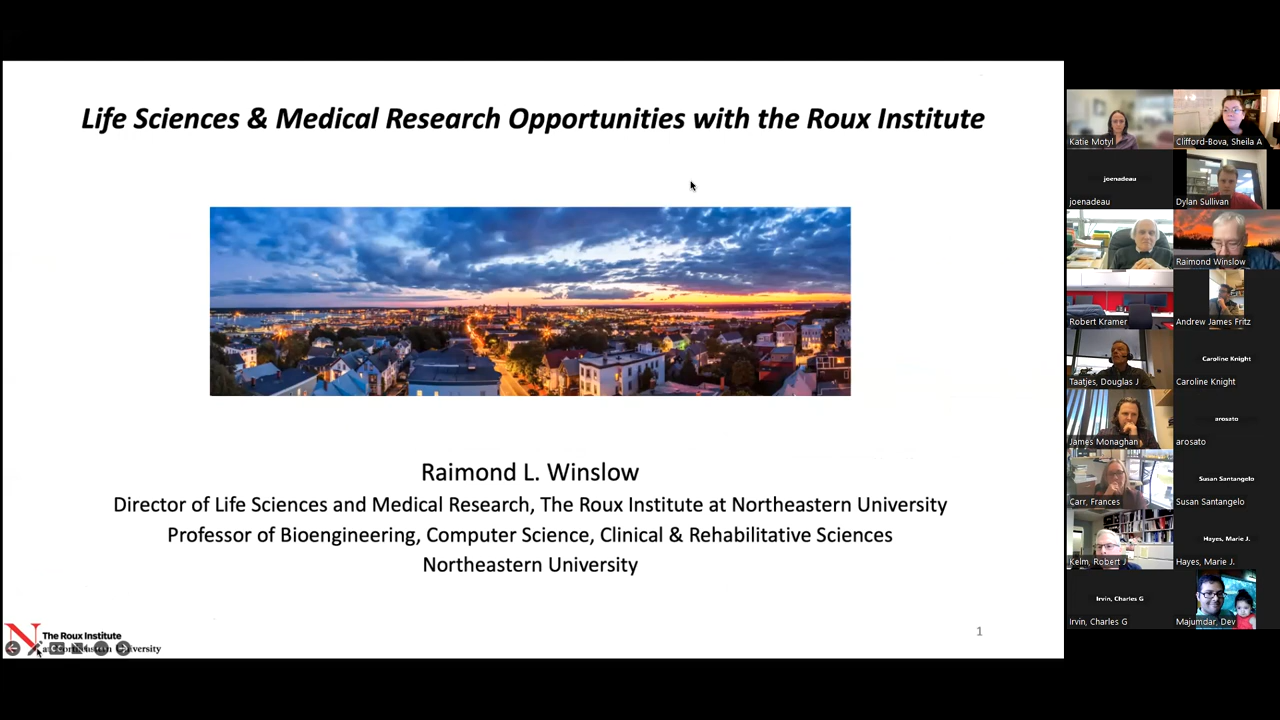 Life Sciences & Medical Research Opportunities with the Roux Institute
Raimond L. Winslow
Director of Life Sciences and Medical Research, The Roux Institute at Northeastern University
Professor of Bioengineering, Computer Science, Clinical & Rehabilitative Sciences
Northeastern University
N The Roux Institute
University
1
Katie Motyl
Clifford-Bova, Sheila A
joenadeau
joenadeau
Dylan Sullivan
Raimond Winslow
Robert Kramer
Andrew James Fritz
Taatjes, Douglas J
Caroline Knight
Caroline Knight
James Monaghan
arosato
arosato
Carr, Frances
Susan Santangelo
Susan Santangelo
Kelm, Robert J
Hayes, Marie J.
Hayes, Marie J.
Irvin, Charles G
Irvin, Charles G
Majumdar, Dev